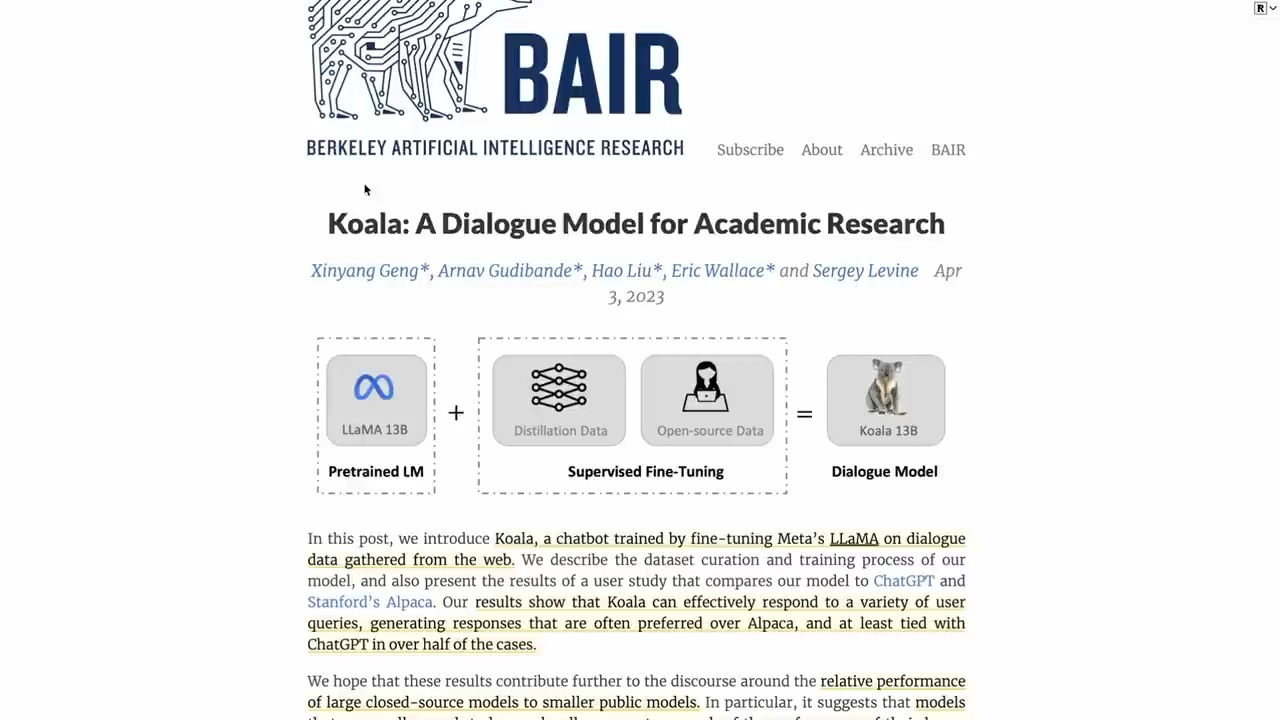 R
BAIR
BERKELEY ARTIFICIAL INTELLIGENCE RESEARCH
Subscribe About Archive BAIR
Koala: A Dialogue Model for Academic Research
Xinyang Geng*, Arnav Gudibande*, Hao Liu*, Eric Wallace* and Sergey Levine Apr
3, 2023
LLaMA 13B
Pretrained LM
+
Distillation Data
Open-source Data
Supervised Fine-Tuning
=
Koala 13B
Dialogue Model
In this post, we introduce Koala, a chatbot trained by fine-tuning Meta’s LLaMA on dialogue
data gathered from the web. We describe the dataset curation and training process of our
model, and also present the results of a user study that compares our model to ChatGPT and
Stanford’s Alpaca. Our results show that Koala can effectively respond to a variety of user
queries, generating responses that are often preferred over Alpaca, and at least tied with
ChatGPT in over half of the cases.
We hope that these results contribute further to the discourse around the relative performance
of large closed-source models to smaller public models. In particular, it suggests that models